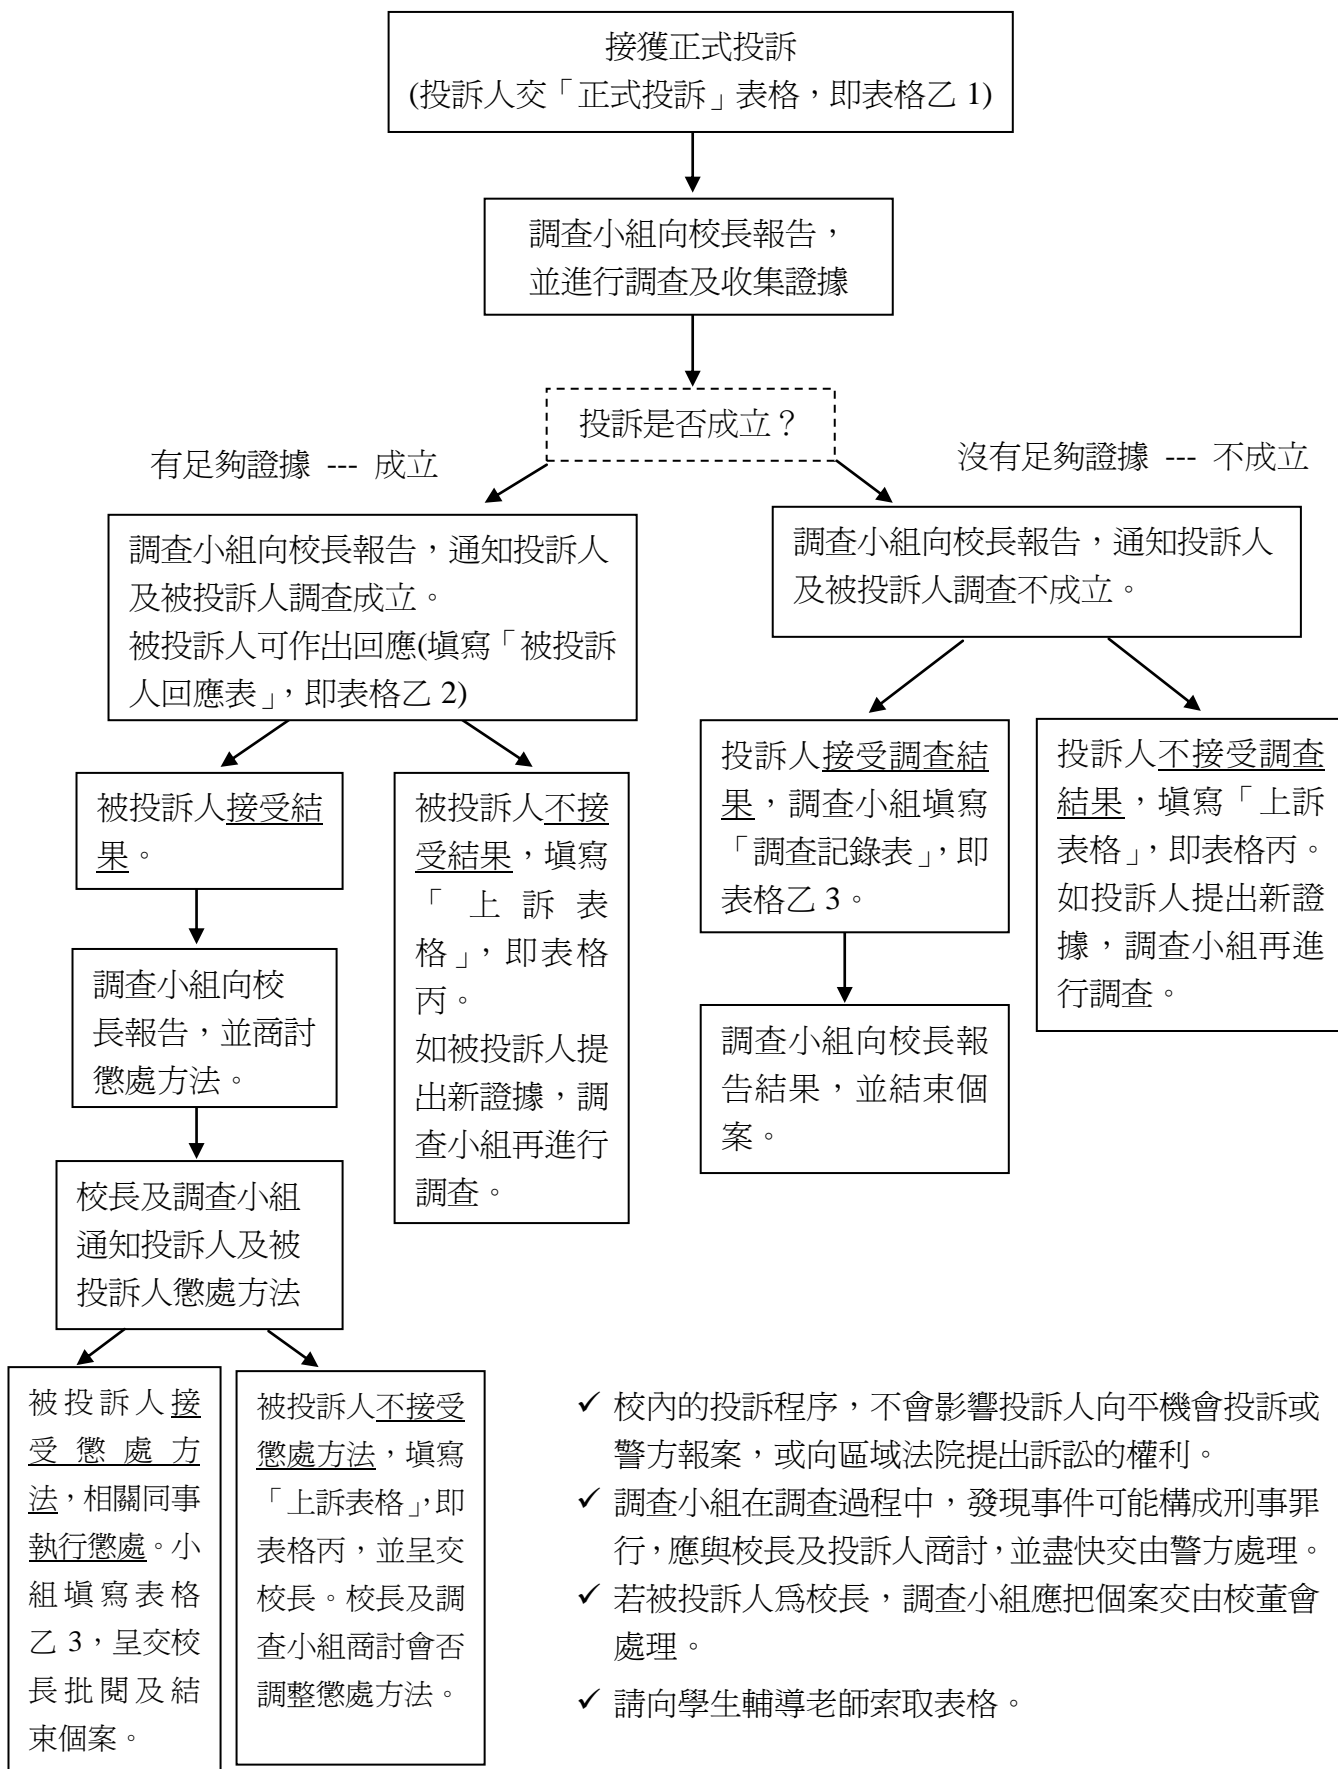 接獲正式投訴
(投訴人交「正式投訴」表格，即表格乙 1)
調查小組向校長報告，
並進行調查及收集證據
投訴是否成立？
有足夠證據 --- 成立
沒有足夠證據 --- 不成立
調查小組向校長報告，通知投訴人
及被投訴人調查成立。
被投訴人可作出回應(填寫「被投訴
人回應表」，即表格乙 2)
調查小組向校長報告，通知投訴人
及被投訴人調查不成立。
被投訴人接受結
果。
被投訴人不接
受結果，填寫
「上訴表
格」，即表格
丙。
如被投訴人提
出新證據，調
查小組再進行
調查。
投訴人接受調查結
果，調查小組填寫
「調查記錄表」，即
表格乙 3。
投訴人不接受調查
結果，填寫「上訴
表格」，即表格丙。
如投訴人提出新證
據，調查小組再進
行調查。
調查小組向校
長報告，並商討
懲處方法。
調查小組向校長報
告結果，並結束個
案。
校長及調查小組
通知投訴人及被
投訴人懲處方法
被投訴人接
受懲處方
法，相關同事
執行懲處。小
組填寫表格
乙 3，呈交校
長批閱及結
束個案。
被投訴人不接受
懲處方法，填寫
「上訴表格」，即
表格丙，並呈交
校長。校長及調
查小組商討會否
調整懲處方法。
✓ 校內的投訴程序，不會影響投訴人向平機會投訴或
警方報案，或向區域法院提出訴訟的權利。
✓ 調查小組在調查過程中，發現事件可能構成刑事罪
行，應與校長及投訴人商討，並盡快交由警方處理。
✓ 若被投訴人為校長，調查小組應把個案交由校董會
處理。
✓ 請向學生輔導老師索取表格。